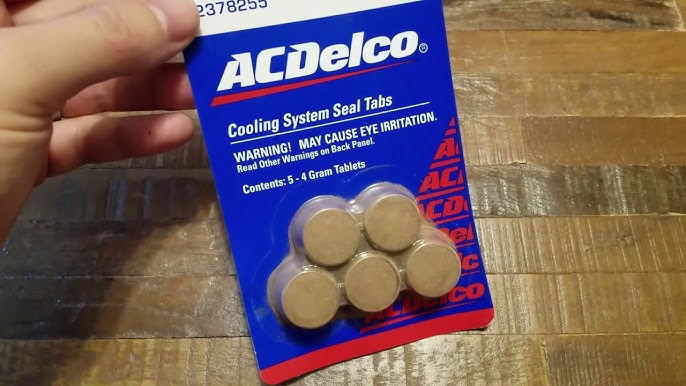 2378255
ACDelco®
Cooling System Seal Tabs
WARNING! MAY CAUSE EYE IRRITATION.
Read Other Warnings on Back Panel.
Contents: 5 - 4 Gram Tablets
ACDelco